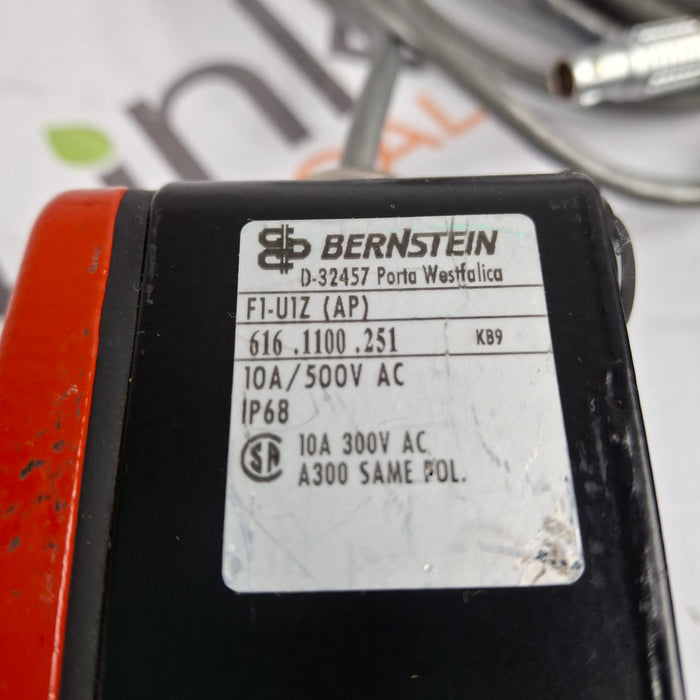 BERNSTEIN
D-32457 Porta Westfalica
F1-U1Z (AP)
616 .1100 .251 KB9
10A/500V AC
IP68
SA 10A 300V AC
A300 SAME POL.